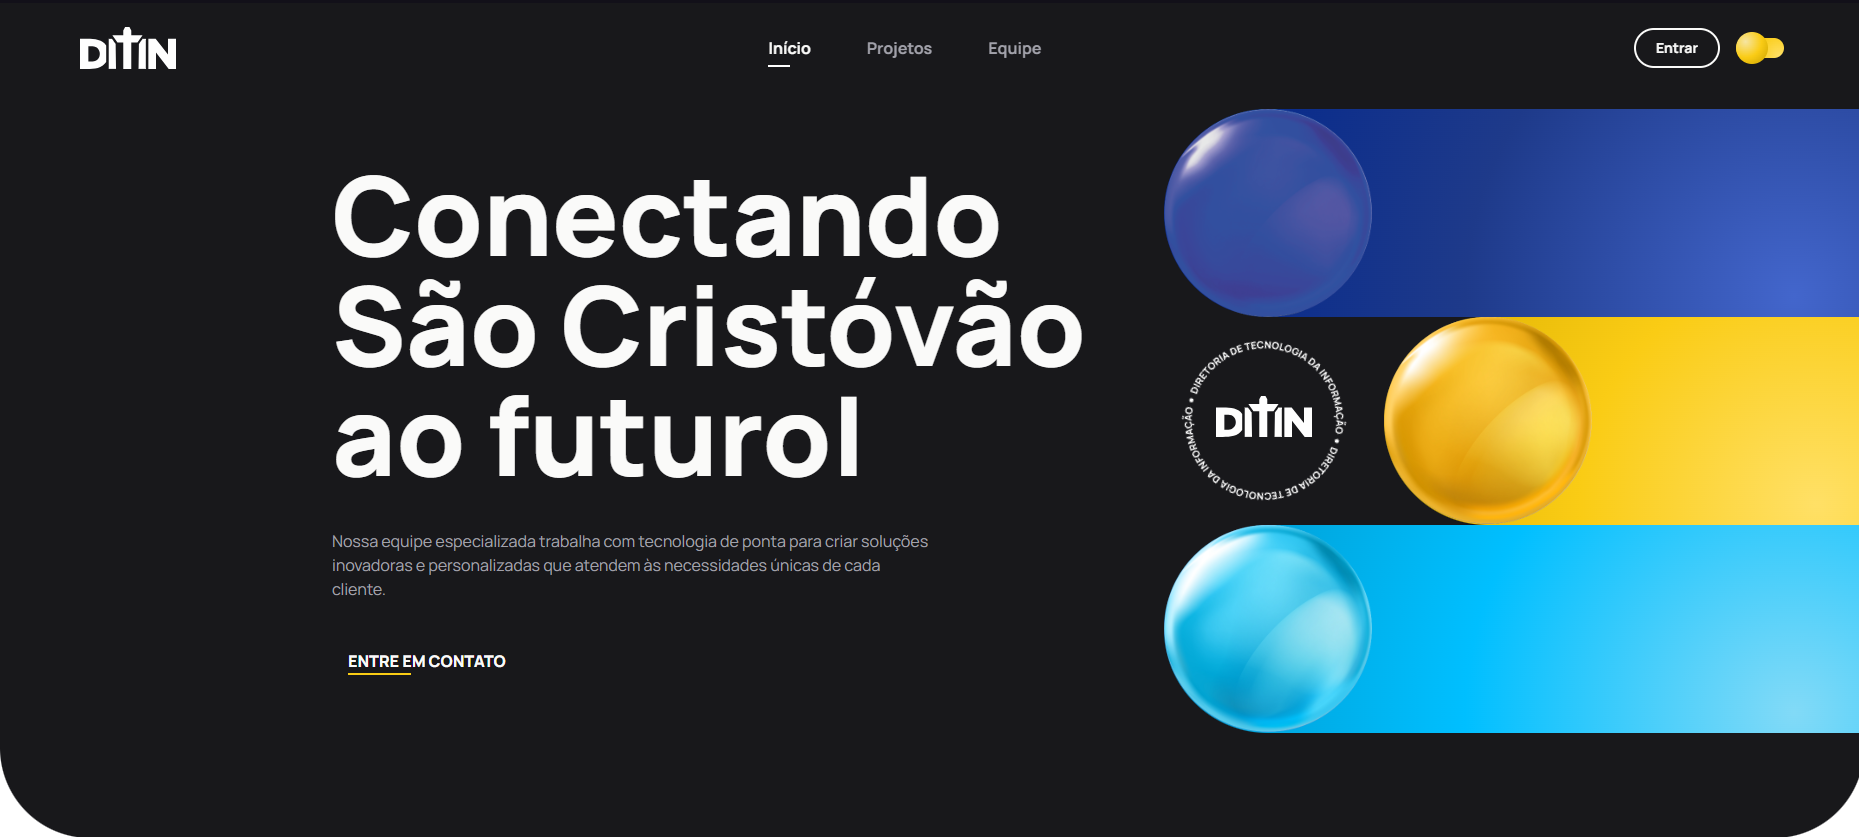 DITIN
Início
Projetos
Equipe
Entrar
Conectando
São Cristóvão
ao futurol
Nossa equipe especializada trabalha com tecnologia de ponta para criar soluções
inovadoras e personalizadas que atendem às necessidades únicas de cada
cliente.
ENTRE EM CONTATO
DIRETORIA DE TECNOLOGIA DA INFORMAÇÃO • DIRETORIA DE TECNOLOGIA DA INFORMAÇÃO •
DITIN